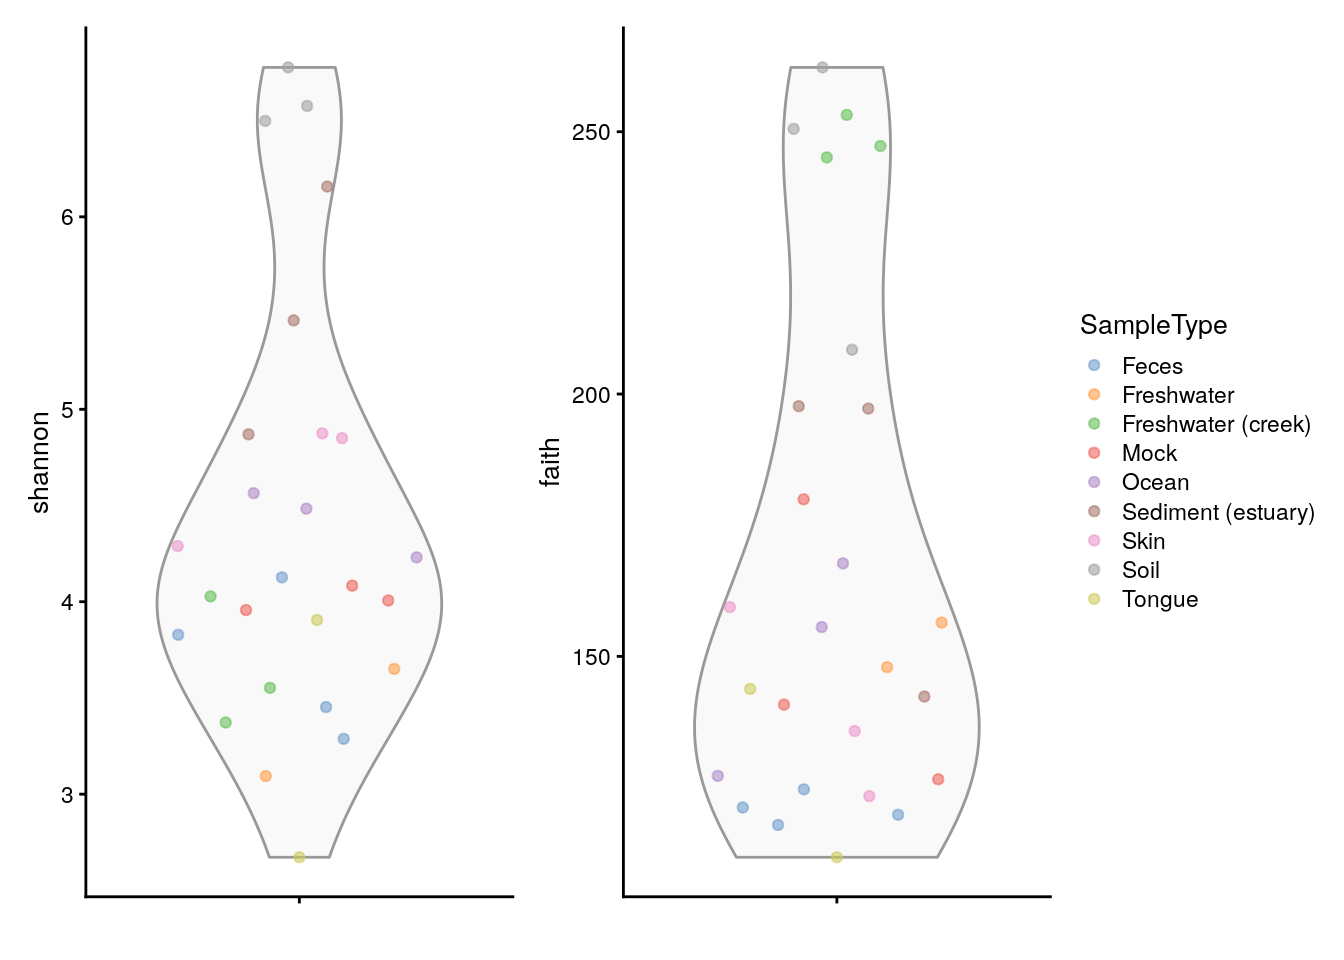 shannon
6
5
4
3
faith
250
200
150
SampleType
Feces
Freshwater
Freshwater (creek)
Mock
Ocean
Sediment (estuary)
Skin
Soil
Tongue